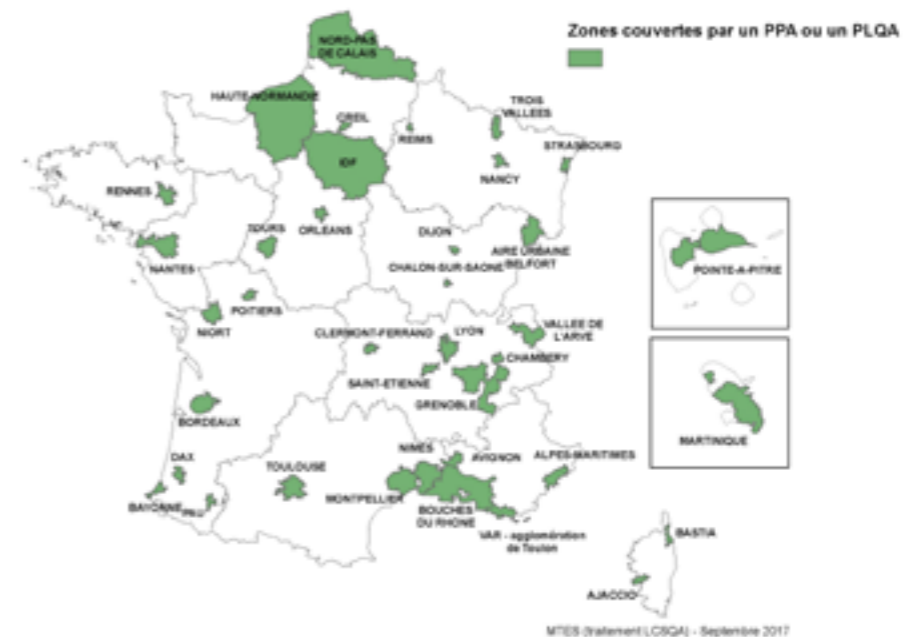 Zones couvertes par un PPA ou un PLQA
NORD-PAS
DE CALAIS
HAUTE-NORMANDIE
CREIL
REIMS
TROIS
VALLEES
STRASBOURG
IDF
NANCY
RENNES
TOURS
ORLEANS
DIJON
AIRE URBAINE
BELFORT
CHALON-SUR-SAONE
NANTES
POITIERS
NIORT
CLERMONT-FERRAND
LYON
VALLEE DE
L'ARVE
CHAMBERY
SAINT-ETIENNE
GRENOBLE
BORDEAUX
DAX
BAYONNE
PAU
TOULOUSE
NIMES
AVIGNON
ALPES-MARITIMES
MONTPELLIER
BOUCHES
DU RHONE
VAR - agglomération
de Toulon
POINTE-A-PITRE
MARTINIQUE
BASTIA
AJACCIO
MTES (traitement LCSQA) - Septembre 2017